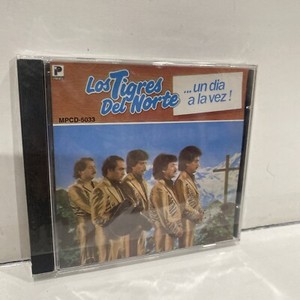 P
Los Tigres
Del Norte
...un dia
a la vez!
MPCD-5033